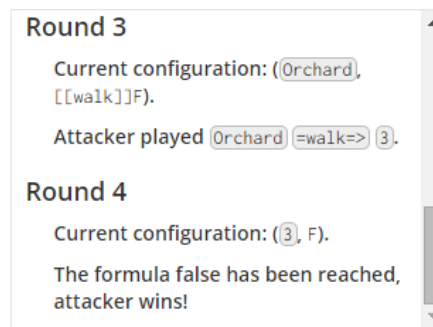 Round 3
Current configuration: (Orchard,
[[walk]]F).
Attacker played Orchard =walk=> 3.
Round 4
Current configuration: (3, F).
The formula false has been reached,
attacker wins!